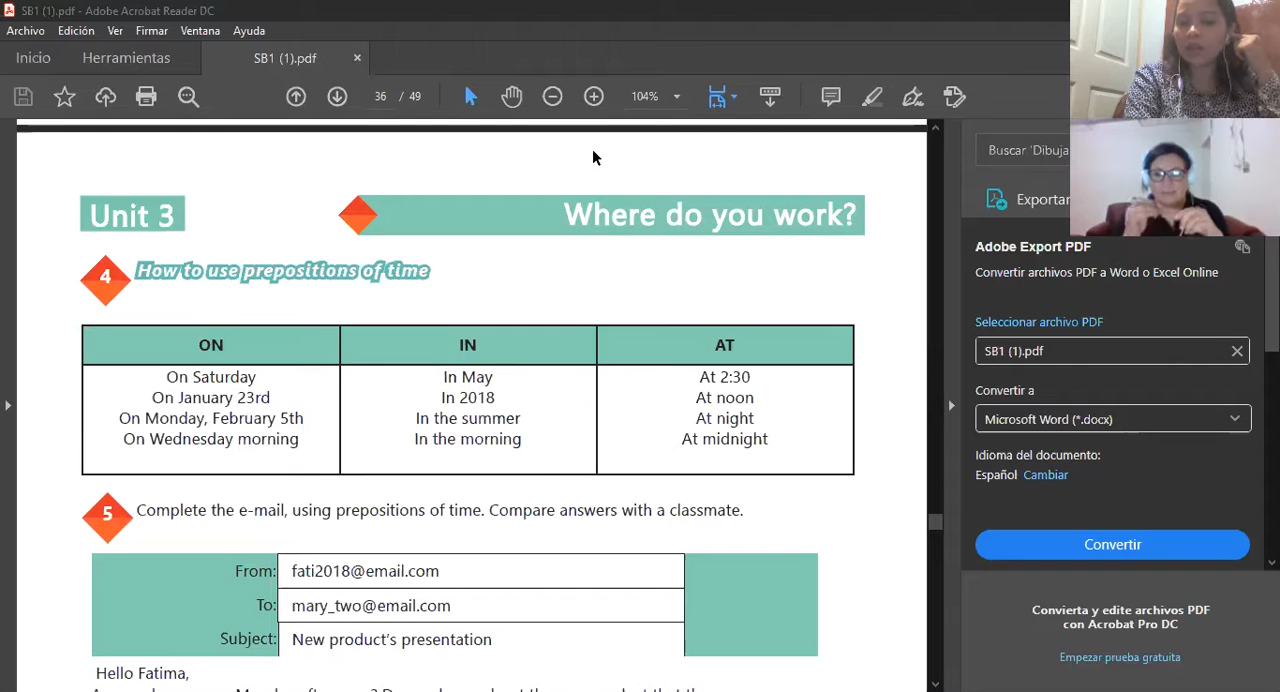 SB1 (1).pdf - Adobe Acrobat Reader DC
Archivo Edición Ver Firmar Ventana Ayuda
Inicio Herramientas SB1 (1).pdf ×
36 / 49 104%
Buscar 'Dibuja
Exportar
Unit 3 Where do you work?
4 How to use prepositions of time
ON IN AT
On Saturday In May At 2:30
On January 23rd In 2018 At noon
On Monday, February 5th In the summer At night
On Wednesday morning In the morning At midnight
5 Complete the e-mail, using prepositions of time. Compare answers with a classmate.
From: fati2018@email.com
To: mary_two@email.com
Subject: New product's presentation
Hello Fatima,
Adobe Export PDF
Convertir archivos PDF a Word o Excel Online
Seleccionar archivo PDF
SB1 (1).pdf
Convertir a
Microsoft Word (*.docx)
Idioma del documento:
Español Cambiar
Convertir
Convierta y edite archivos PDF
con Acrobat Pro DC
Empezar prueba gratuita